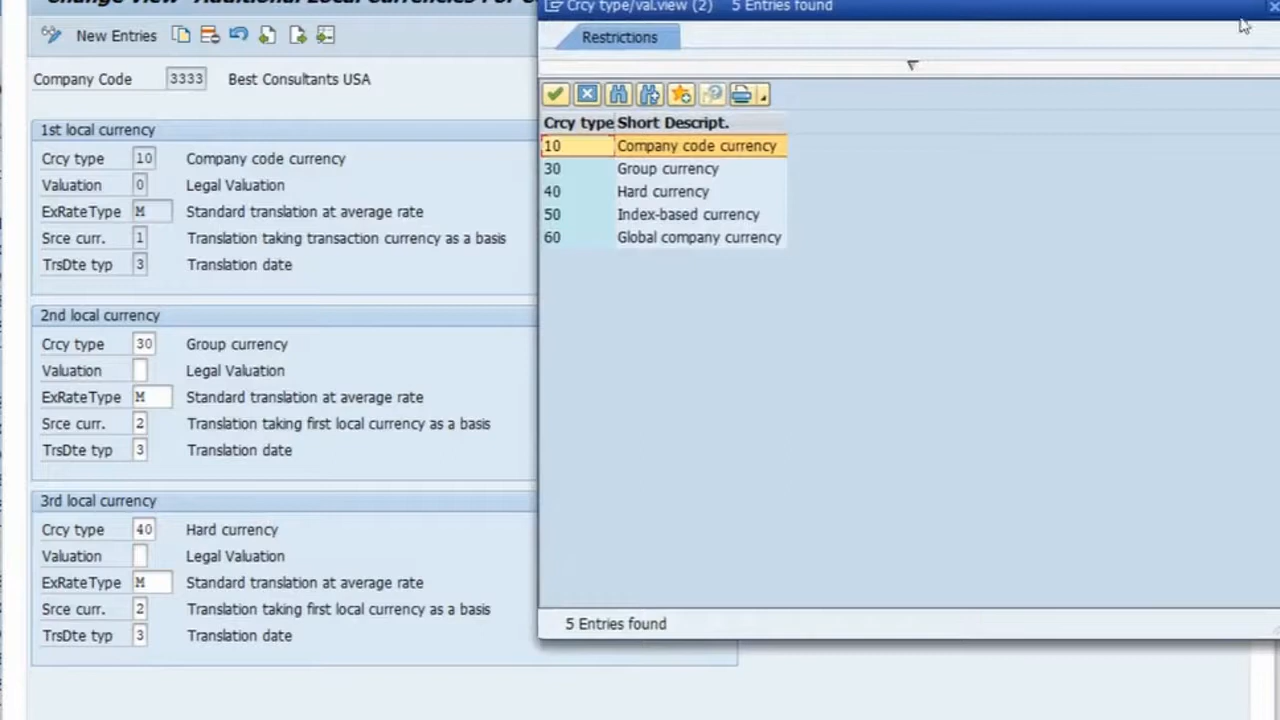 Change View "Additional Local Currencies For C
New Entries
Company Code 3333 Best Consultants USA
1st local currency
Crcy type 10 Company code currency
Valuation 0 Legal Valuation
ExRateType M Standard translation at average rate
Srce curr. 1 Translation taking transaction currency as a basis
TrsDte typ 3 Translation date
2nd local currency
Crcy type 30 Group currency
Valuation Legal Valuation
ExRateType M Standard translation at average rate
Srce curr. 2 Translation taking first local currency as a basis
TrsDte typ 3 Translation date
3rd local currency
Crcy type 40 Hard currency
Valuation Legal Valuation
ExRateType M Standard translation at average rate
Srce curr. 2 Translation taking first local currency as a basis
TrsDte typ 3 Translation date
Crcy type/val.view (2) 5 Entries found
Restrictions
Crcy type Short Descript.
10 Company code currency
30 Group currency
40 Hard currency
50 Index-based currency
60 Global company currency
5 Entries found